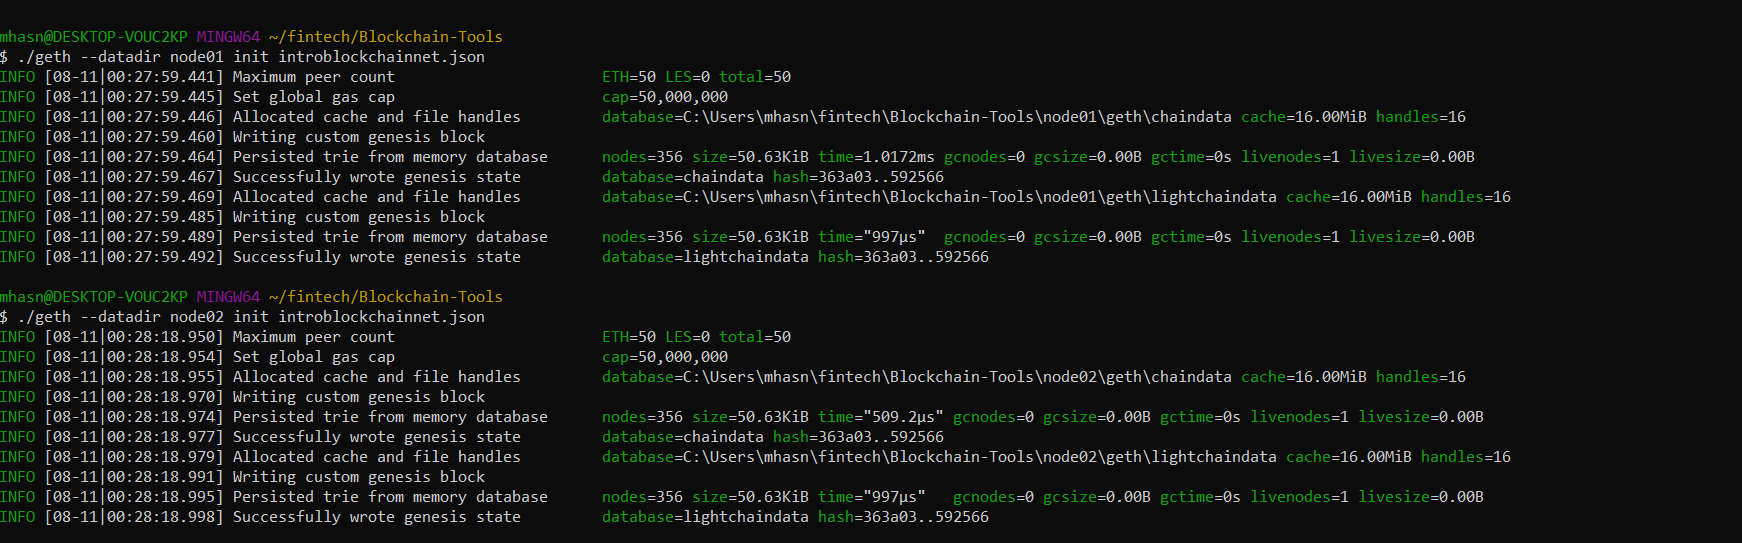 mhasn@DESKTOP-VOUC2KP MINGW64 ~/fintech/Blockchain-Tools
$ ./geth --datadir node01 init introblockchainnet.json
INFO [08-11|00:27:59.441] Maximum peer count                       ETH=50 LES=0 total=50
INFO [08-11|00:27:59.445] Set global gas cap                       cap=50,000,000
INFO [08-11|00:27:59.446] Allocated cache and file handles         database=C:\Users\mhasn\fintech\Blockchain-Tools\node01\geth\chaindata cache=16.00MiB handles=16
INFO [08-11|00:27:59.460] Writing custom genesis block
INFO [08-11|00:27:59.464] Persisted trie from memory database      nodes=356 size=50.63KiB time=1.0172ms gcnodes=0 gcsize=0.00B gctime=0s livenodes=1 livesize=0.00B
INFO [08-11|00:27:59.467] Successfully wrote genesis state         database=chaindata hash=363a03..592566
INFO [08-11|00:27:59.469] Allocated cache and file handles         database=C:\Users\mhasn\fintech\Blockchain-Tools\node01\geth\lightchaindata cache=16.00MiB handles=16
INFO [08-11|00:27:59.485] Writing custom genesis block
INFO [08-11|00:27:59.489] Persisted trie from memory database      nodes=356 size=50.63KiB time="997µs"  gcnodes=0 gcsize=0.00B gctime=0s livenodes=1 livesize=0.00B
INFO [08-11|00:27:59.492] Successfully wrote genesis state         database=lightchaindata hash=363a03..592566
mhasn@DESKTOP-VOUC2KP MINGW64 ~/fintech/Blockchain-Tools
$ ./geth --datadir node02 init introblockchainnet.json
INFO [08-11|00:28:18.950] Maximum peer count                       ETH=50 LES=0 total=50
INFO [08-11|00:28:18.954] Set global gas cap                       cap=50,000,000
INFO [08-11|00:28:18.955] Allocated cache and file handles         database=C:\Users\mhasn\fintech\Blockchain-Tools\node02\geth\chaindata cache=16.00MiB handles=16
INFO [08-11|00:28:18.970] Writing custom genesis block
INFO [08-11|00:28:18.974] Persisted trie from memory database      nodes=356 size=50.63KiB time="509.2µs" gcnodes=0 gcsize=0.00B gctime=0s livenodes=1 livesize=0.00B
INFO [08-11|00:28:18.977] Successfully wrote genesis state         database=chaindata hash=363a03..592566
INFO [08-11|00:28:18.979] Allocated cache and file handles         database=C:\Users\mhasn\fintech\Blockchain-Tools\node02\geth\lightchaindata cache=16.00MiB handles=16
INFO [08-11|00:28:18.991] Writing custom genesis block
INFO [08-11|00:28:18.995] Persisted trie from memory database      nodes=356 size=50.63KiB time="997µs"   gcnodes=0 gcsize=0.00B gctime=0s livenodes=1 livesize=0.00B
INFO [08-11|00:28:18.998] Successfully wrote genesis state         database=lightchaindata hash=363a03..592566